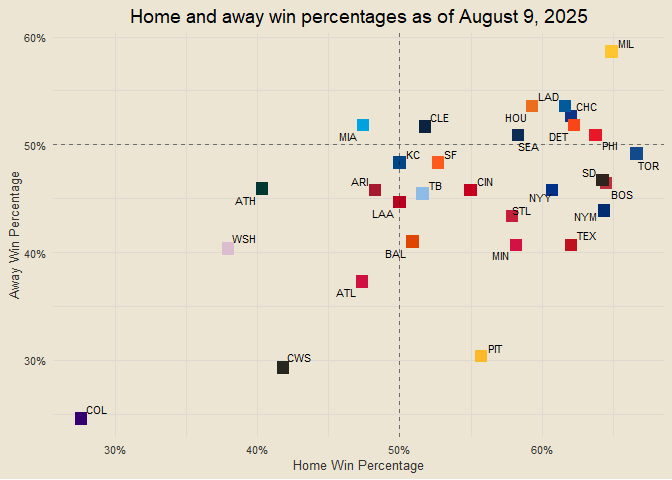 Home and away win percentages as of August 9, 2025
60%
MIL
LAD
CHC
HOU
CLE
MIA
DET
PHI
SEA
50%
KC
SF
TOR
SD
ARI
TB
CIN
ATH
NYY
BOS
LAA
STL
NYM
WSH
BAL
MIN
TEX
40%
ATL
CWS
PIT
30%
COL
30%
40%
50%
60%
Home Win Percentage
Away Win Percentage